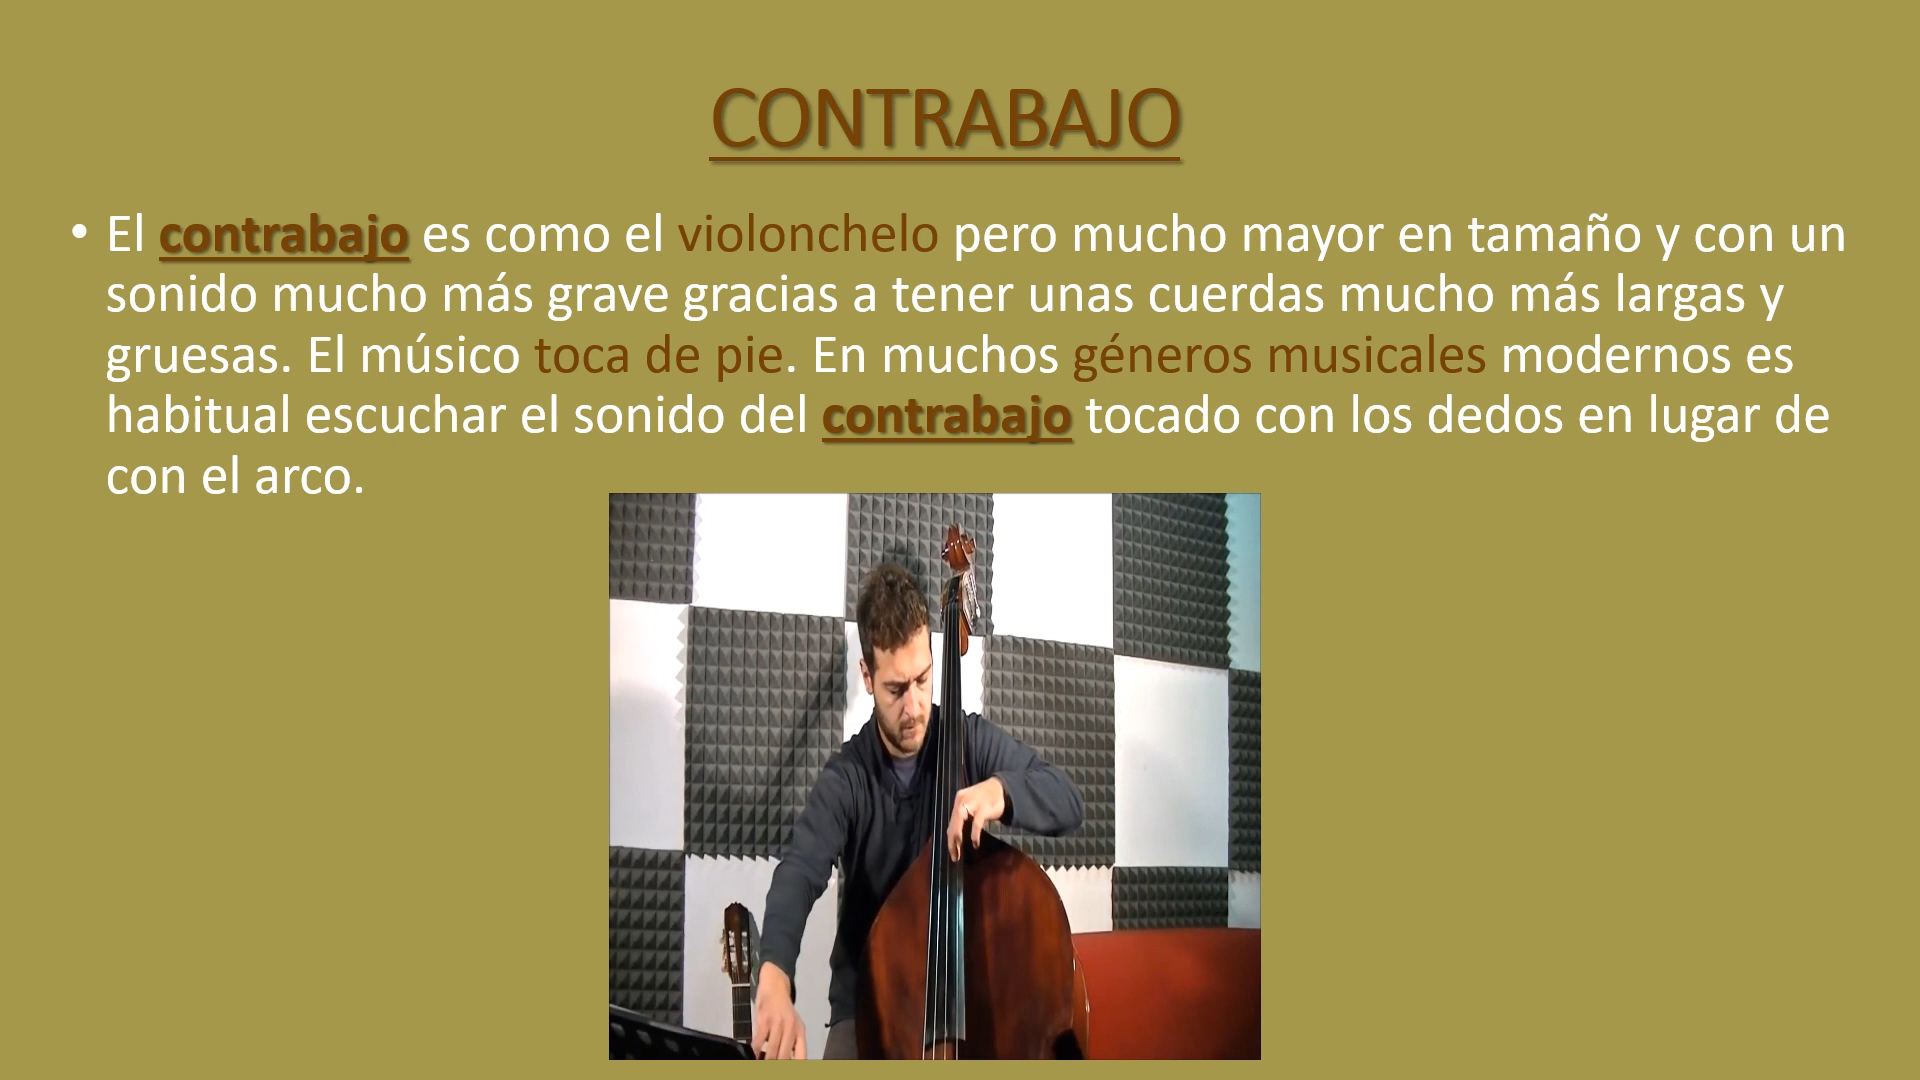 CONTRABAJO
• El contrabajo es como el violonchelo pero mucho mayor en tamaño y con un
sonido mucho más grave gracias a tener unas cuerdas mucho más largas y
gruesas. El músico toca de pie. En muchos géneros musicales modernos es
habitual escuchar el sonido del contrabajo tocado con los dedos en lugar de
con el arco.